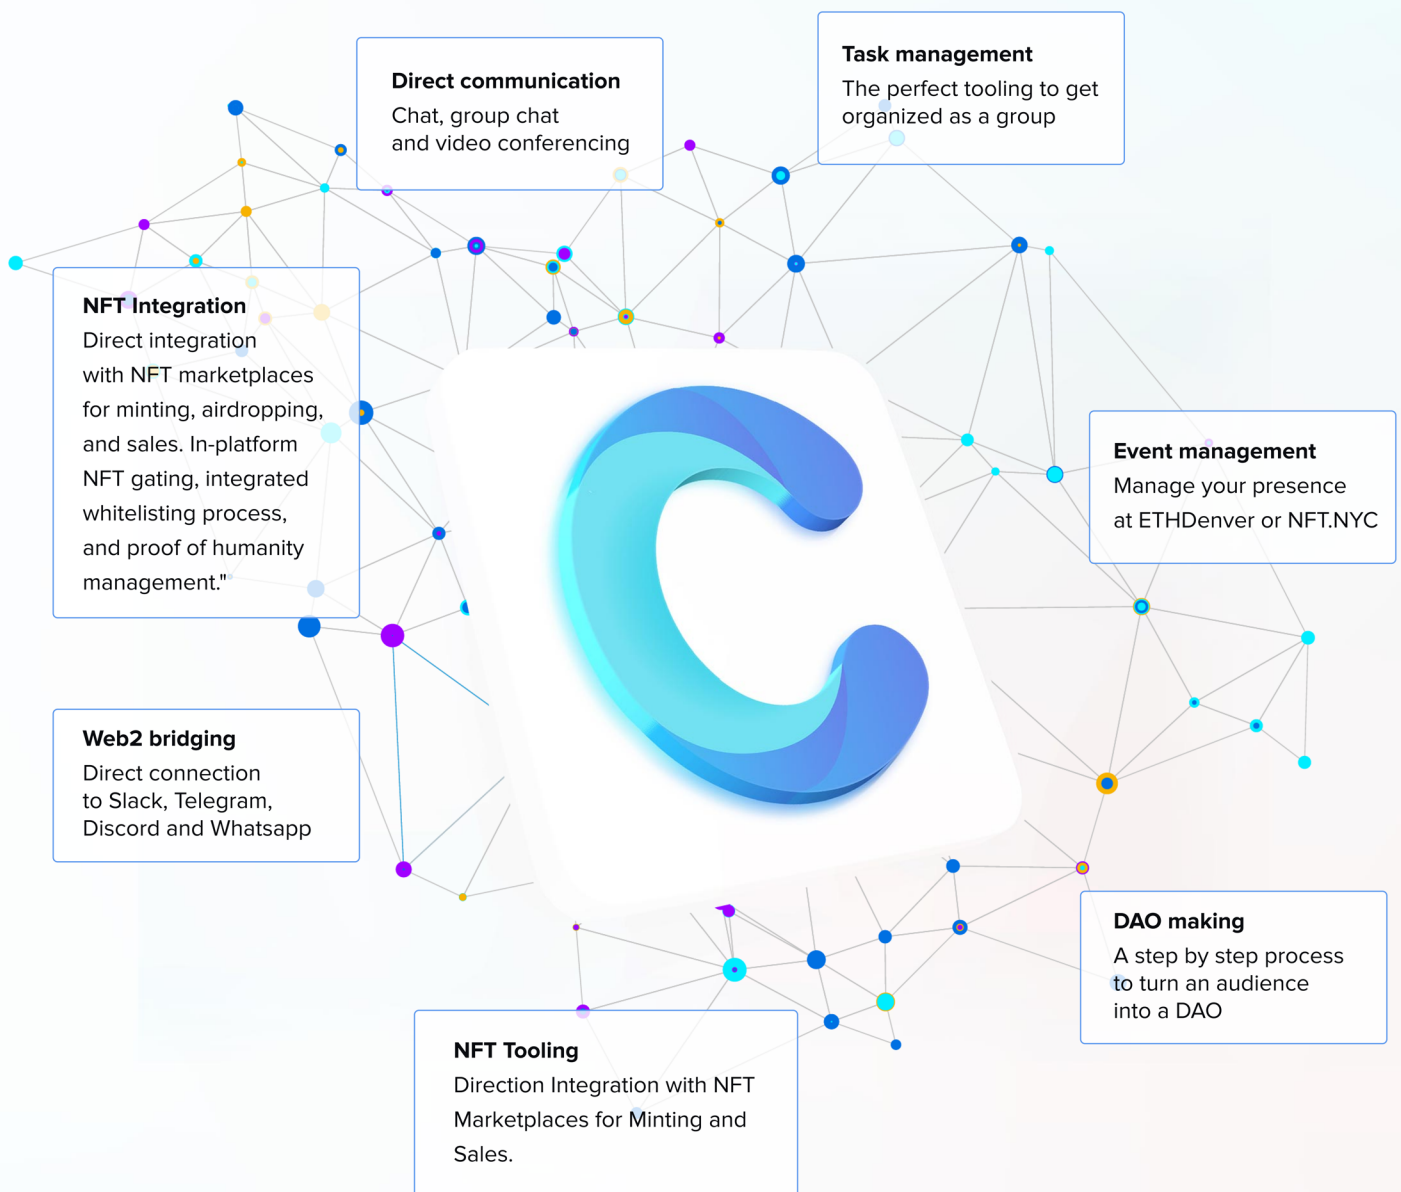 Direct communication
Chat, group chat
and video conferencing
Task management
The perfect tooling to get
organized as a group
NFT Integration
Direct integration
with NFT marketplaces
for minting, airdropping,
and sales. In-platform
NFT gating, integrated
whitelisting process,
and proof of humanity
management."
Event management
Manage your presence
at ETHDenver or NFT.NYC
Web2 bridging
Direct connection
to Slack, Telegram,
Discord and Whatsapp
DAO making
A step by step process
to turn an audience
into a DAO
NFT Tooling
Direction Integration with NFT
Marketplaces for Minting and
Sales.